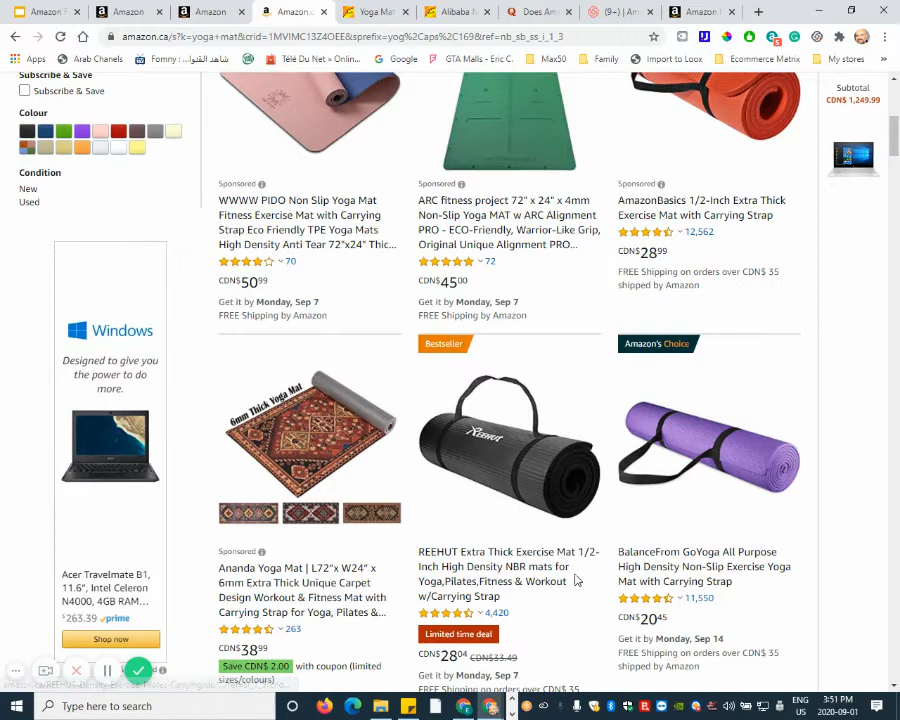 Amazon F
Amazon
Amazon
Amazon.c
Yoga Mat
Alibaba M
Does Am
(9+) | Am
Amazon
amazon.ca/s?k=yoga+mat&crid=1MVIMC13Z4OEE&sprefix=yog%2Caps%2C169&ref=nb_sb_ss_i_1_3
Apps
Arab Channels
Fomny : شاهد القنوا...
Télé Du Net » Onlin...
Google
GTA Malls - Eric C.
Max50
Family
Import to Loox
Ecommerce Matrix
My stores
Subscribe & Save
Subscribe & Save
Colour
Condition
New
Used
Windows
Designed to give you
the power to do
more.
Acer Travelmate B1,
11.6", Intel Celeron
N4000, 4GB RAM...
$263.39 prime
Shop now
Sponsored
WWWW PIDO Non Slip Yoga Mat
Fitness Exercise Mat with Carrying
Strap Eco Friendly TPE Yoga Mats
High Density Anti Tear 72"x24" Thic...
70
CDN$ 50 99
Get it by Monday, Sep 7
FREE Shipping by Amazon
Sponsored
ARC fitness project 72" x 24" x 4mm
Non-Slip Yoga MAT w ARC Alignment
PRO - ECO-Friendly, Warrior-Like Grip,
Original Unique Alignment PRO...
72
CDN$ 45 00
Get it by Monday, Sep 7
FREE Shipping by Amazon
Sponsored
AmazonBasics 1/2-Inch Extra Thick
Exercise Mat with Carrying Strap
12,562
CDN$ 28 99
FREE Shipping on orders over CDN$ 35
shipped by Amazon
Subtotal
CDN$ 1,249.99
6mm Thick Yoga Mat
Sponsored
Ananda Yoga Mat | L72"x W24" x
6mm Extra Thick Unique Carpet
Design Workout & Fitness Mat
with Carrying Strap for Yoga, Pilates &...
263
CDN$ 38 99
Save CDN$ 2.00 with coupon (limited
sizes/colours)
Bestseller
REEHUT
REEHUT Extra Thick Exercise Mat 1/2-
Inch High Density NBR mats for
Yoga,Pilates,Fitness & Workout
w/Carrying Strap
4,420
Limited time deal
CDN$ 28 04 CDN$33.49
Get it by Monday, Sep 7
FREE Shipping on orders over CDN$ 35
Amazon's Choice
BalanceFrom GoYoga All Purpose
High Density Non-Slip Exercise Yoga
Mat with Carrying Strap
11,550
CDN$ 20 45
Get it by Monday, Sep 14
FREE Shipping on orders over CDN$ 35
shipped by Amazon
Type here to search
ENG
US
3:51 PM
2020-09-01